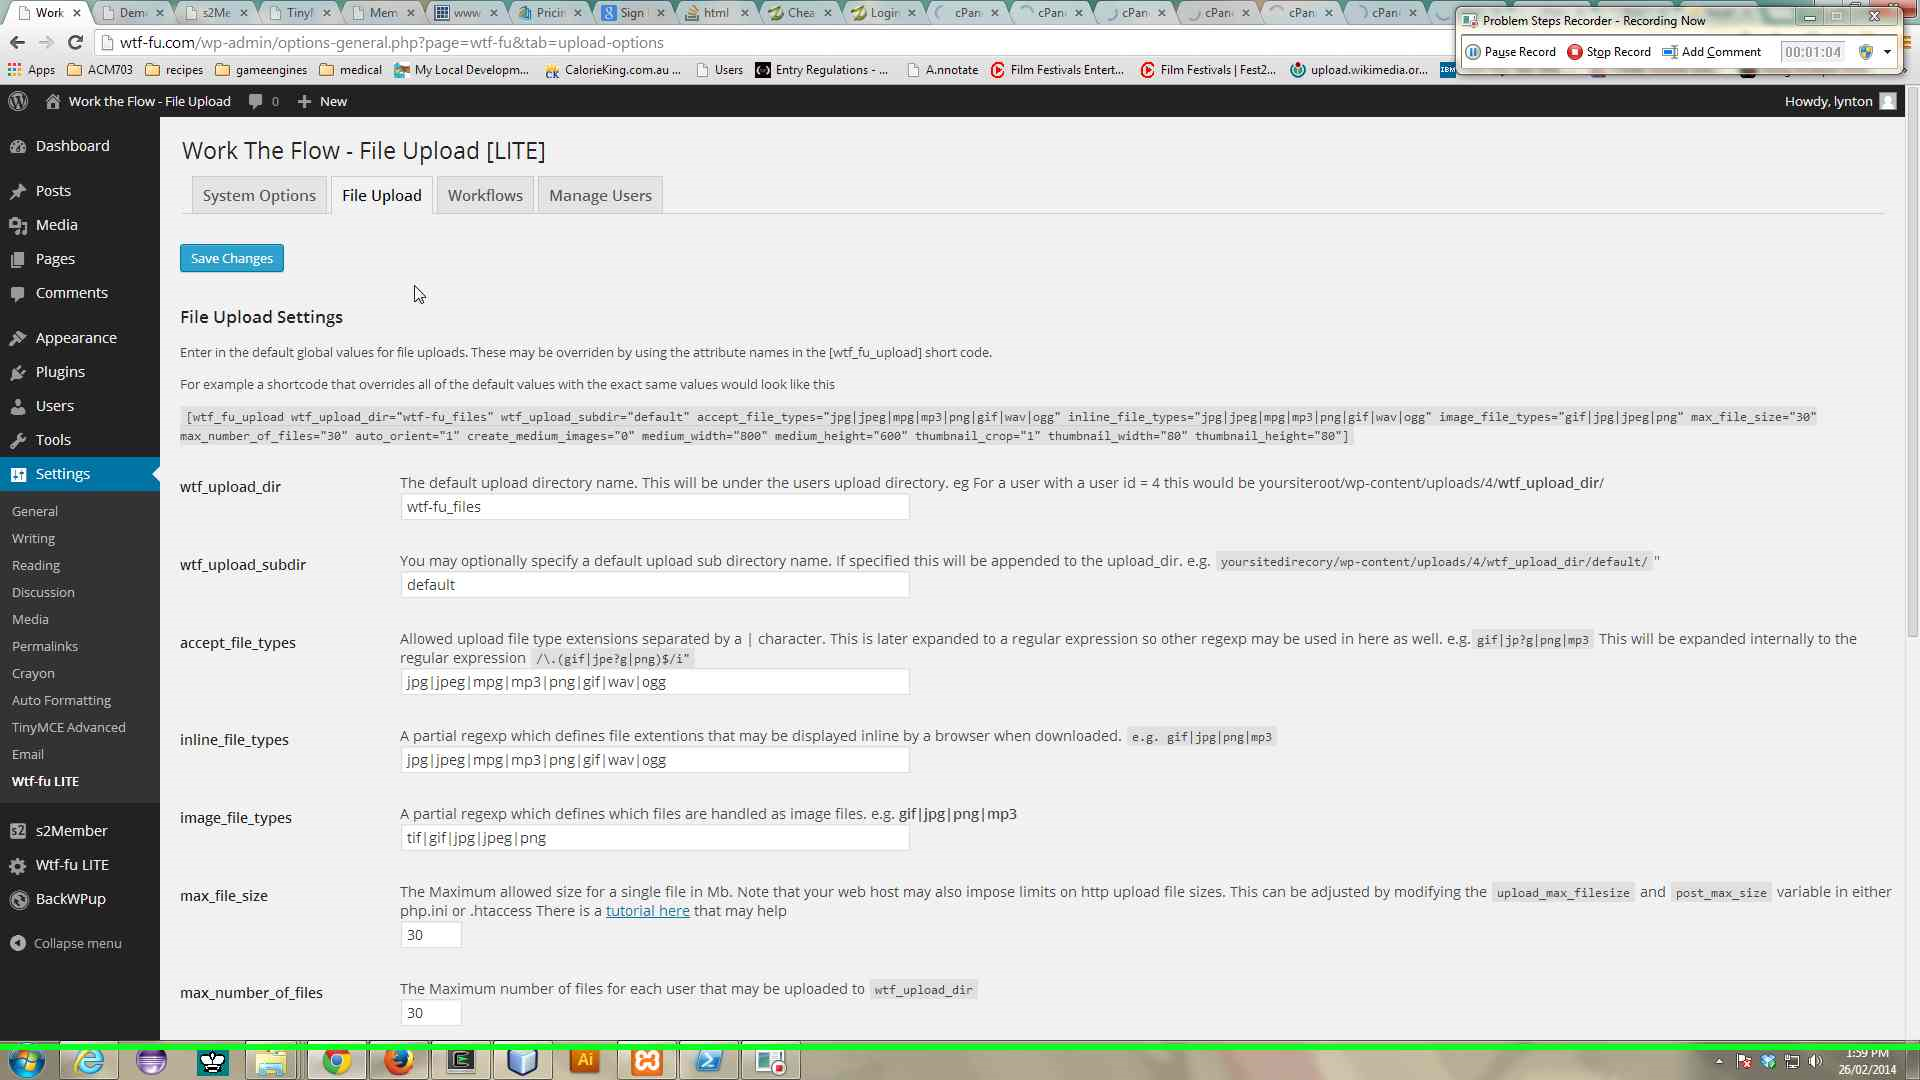 Work
Demo
s2Me
TinyM
Mem
www
Pricin
Sign
html
Chea
Login
cPan
cPan
cPan
cPan
cPan
cPan
Problem Steps Recorder - Recording Now
wtf-fu.com/wp-admin/options-general.php?page=wtf-fu&tab=upload-options
Pause Record
Stop Record
Add Comment
00:01:04
Apps
ACM703
recipes
gameengines
medical
My Local Developm...
CalorieKing.com.au ...
Users
Entry Regulations - ...
A.nnotate
Film Festivals Entert...
Film Festivals | Fest2...
upload.wikimedia.or...
IBM
Work the Flow - File Upload
0
New
Howdy, lynton
Dashboard
Posts
Media
Pages
Comments
Appearance
Plugins
Users
Tools
Settings
General
Writing
Reading
Discussion
Media
Permalinks
Crayon
Auto Formatting
TinyMCE Advanced
Email
Wtf-fu LITE
s2Member
Wtf-fu LITE
BackWPup
Collapse menu
Work The Flow - File Upload [LITE]
System Options
File Upload
Workflows
Manage Users
Save Changes
File Upload Settings
Enter in the default global values for file uploads. These may be overriden by using the attribute names in the [wtf_fu_upload] short code.
For example a shortcode that overrides all of the default values with the exact same values would look like this
[wtf_fu_upload wtf_upload_dir="wtf-fu_files" wtf_upload_subdir="default" accept_file_types="jpg|jpeg|mpg|mp3|png|gif|wav|ogg" inline_file_types="jpg|jpeg|mpg|mp3|png|gif|wav|ogg" image_file_types="gif|jpg|jpeg|png" max_file_size="30"
max_number_of_files="30" auto_orient="1" create_medium_images="0" medium_width="800" medium_height="600" thumbnail_crop="1" thumbnail_width="80" thumbnail_height="80"]
wtf_upload_dir
The default upload directory name. This will be under the users upload directory. eg For a user with a user id = 4 this would be yoursiteroot/wp-content/uploads/4/wtf_upload_dir/
wtf-fu_files
wtf_upload_subdir
You may optionally specify a default upload sub directory name. If specified this will be appended to the upload_dir. e.g. yoursitedirecory/wp-content/uploads/4/wtf_upload_dir/default/ "
default
accept_file_types
Allowed upload file type extensions separated by a | character. This is later expanded to a regular expression so other regexp may be used in here as well. e.g. gif|jp?g|png|mp3 This will be expanded internally to the
regular expression /\.(gif|jpe?g|png)$/i"
jpg|jpeg|mpg|mp3|png|gif|wav|ogg
inline_file_types
A partial regexp which defines file extentions that may be displayed inline by a browser when downloaded. e.g. gif|jpg|png|mp3
jpg|jpeg|mpg|mp3|png|gif|wav|ogg
image_file_types
A partial regexp which defines which files are handled as image files. e.g. gif|jpg|png|mp3
tif|gif|jpg|jpeg|png
max_file_size
The Maximum allowed size for a single file in Mb. Note that your web host may also impose limits on http upload file sizes. This can be adjusted by modifying the upload_max_filesize and post_max_size variable in either
php.ini or .htaccess There is a tutorial here that may help
30
max_number_of_files
The Maximum number of files for each user that may be uploaded to wtf_upload_dir
30
Ai
1:59 PM
26/02/2014